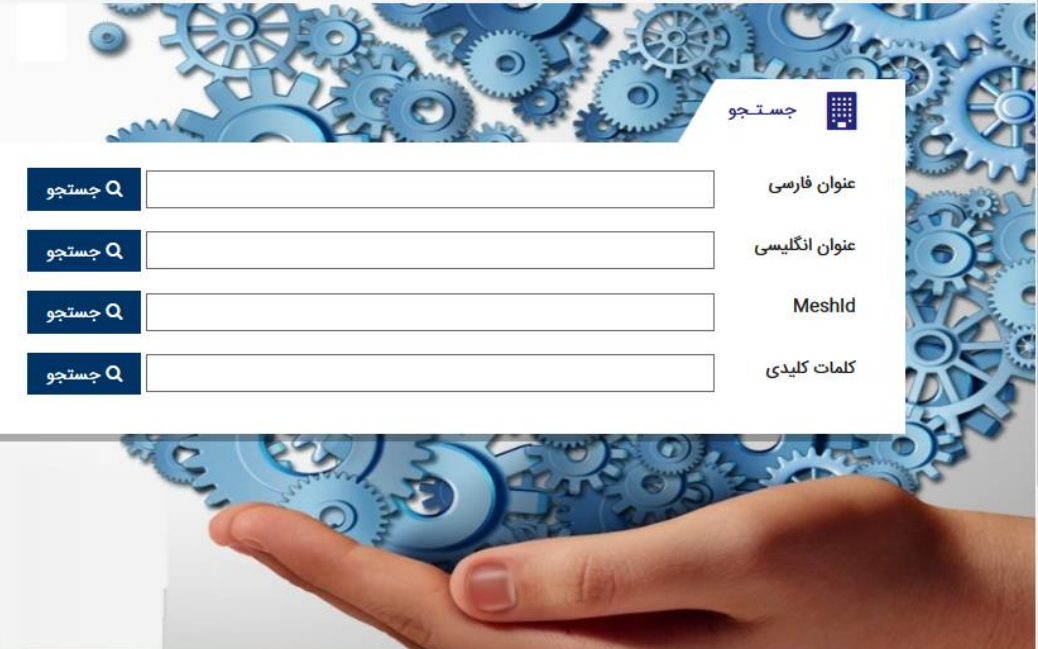 جستجو
عنوان فارسی جستجو
عنوان انگلیسی جستجو
MeshId جستجو
کلمات کلیدی جستجو